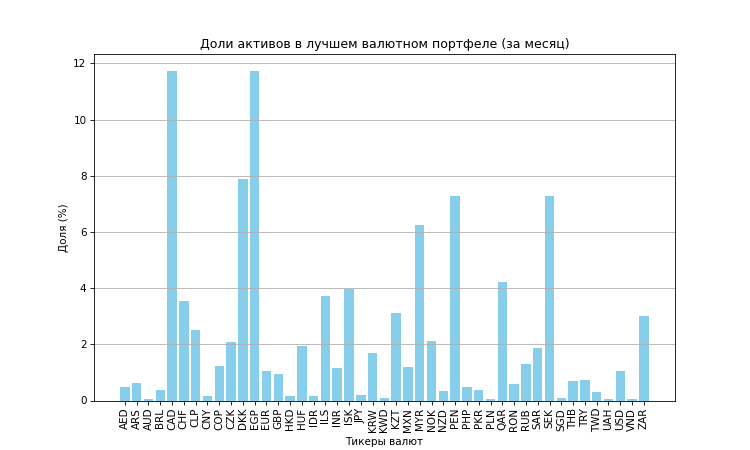 Доли активов в лучшем валютном портфеле (за месяц)
Доля (%)
12
10
8
6
4
2
0
AED
ARS
AUD
BRL
CAD
CHF
CLP
CNY
COP
CZK
DKK
EGP
EUR
GBP
HKD
HUF
IDR
ILS
INR
ISK
JPY
KRW
KWD
KZT
MXN
MYR
NOK
NZD
PEN
PHP
PKR
PLN
QAR
RON
RUB
SAR
SEK
SGD
THB
TRY
TWD
UAH
USD
VND
ZAR
Тикеры валют